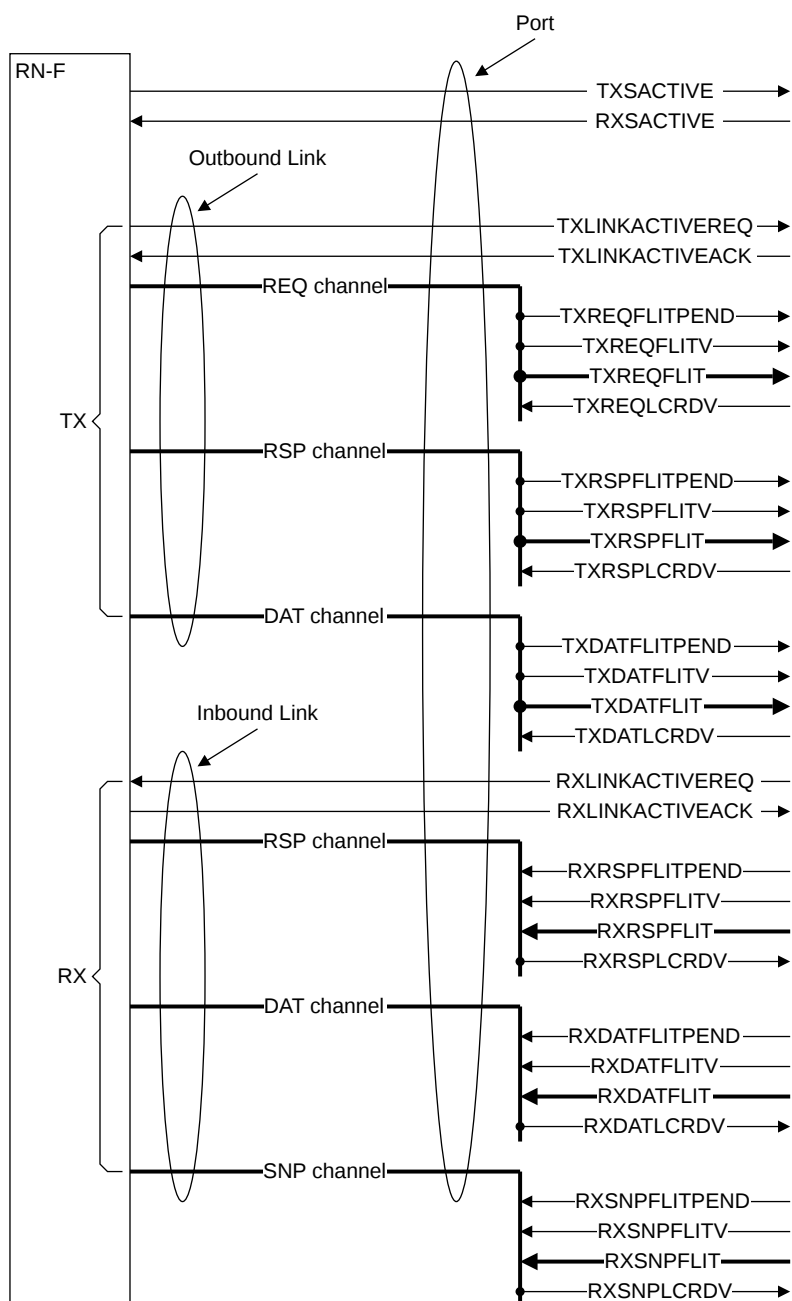 Port
RN-F
TXSACTIVE
RXSACTIVE
Outbound Link
TXLINKACTIVEREQ
TXLINKACTIVEACK
REQ channel
TXREQFLITPEND
TXREQFLITV
TXREQFLIT
TXREQLCRDV
TX
RSP channel
TXRSPFLITPEND
TXRSPFLITV
TXRSPFLIT
TXRSPLCRDV
DAT channel
TXDATFLITPEND
TXDATFLITV
TXDATFLIT
TXDATLCRDV
Inbound Link
RXLINKACTIVEREQ
RXLINKACTIVEACK
RSP channel
RXRSPFLITPEND
RXRSPFLITV
RXRSPFLIT
RXRSPLCRDV
RX
DAT channel
RXDATFLITPEND
RXDATFLITV
RXDATFLIT
RXDATLCRDV
SNP channel
RXSNPFLITPEND
RXSNPFLITV
RXSNPFLIT
RXSNPLCRDV